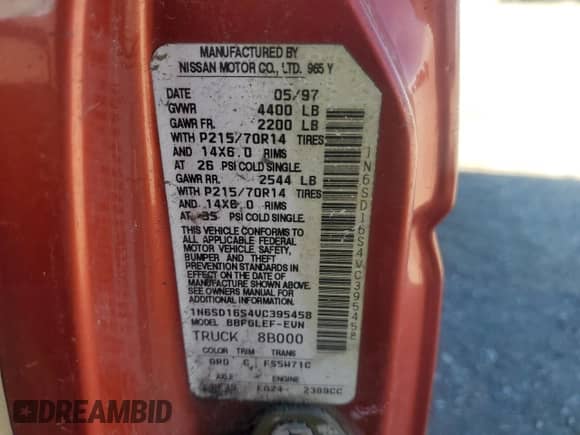 MANUFACTURED BY
NISSAN MOTOR CO., LTD. 965 Y
DATE 05/97
GVWR 4400 LB
GAWR FR. 2200 LB
WITH P215/70R14 TIRES
AND 14X6.0 RIMS
AT 26 PSI COLD SINGLE.
GAWR RR. 2544 LB
WITH P215/70R14 TIRES
AND 14X6.0 RIMS
AT 35 PSI COLD SINGLE.
THIS VEHICLE CONFORMS TO
ALL APPLICABLE FEDERAL
MOTOR VEHICLE SAFETY,
BUMPER AND THEFT
PREVENTION STANDARDS IN
EFFECT ON THE DATE OF
MANUFACTURE SHOWN ABOVE.
SEE OWNERS MANUAL FOR
ADDITIONAL INFORMATION.
1N6SD16S4VC395458
MODEL BBFGLEF-EUN
TRUCK 8B000
COLOR TRIM TRANS
G FS5W71C
AXLE ENGINE
2389CC
1N6SD16S4VC395458
DREAMBID